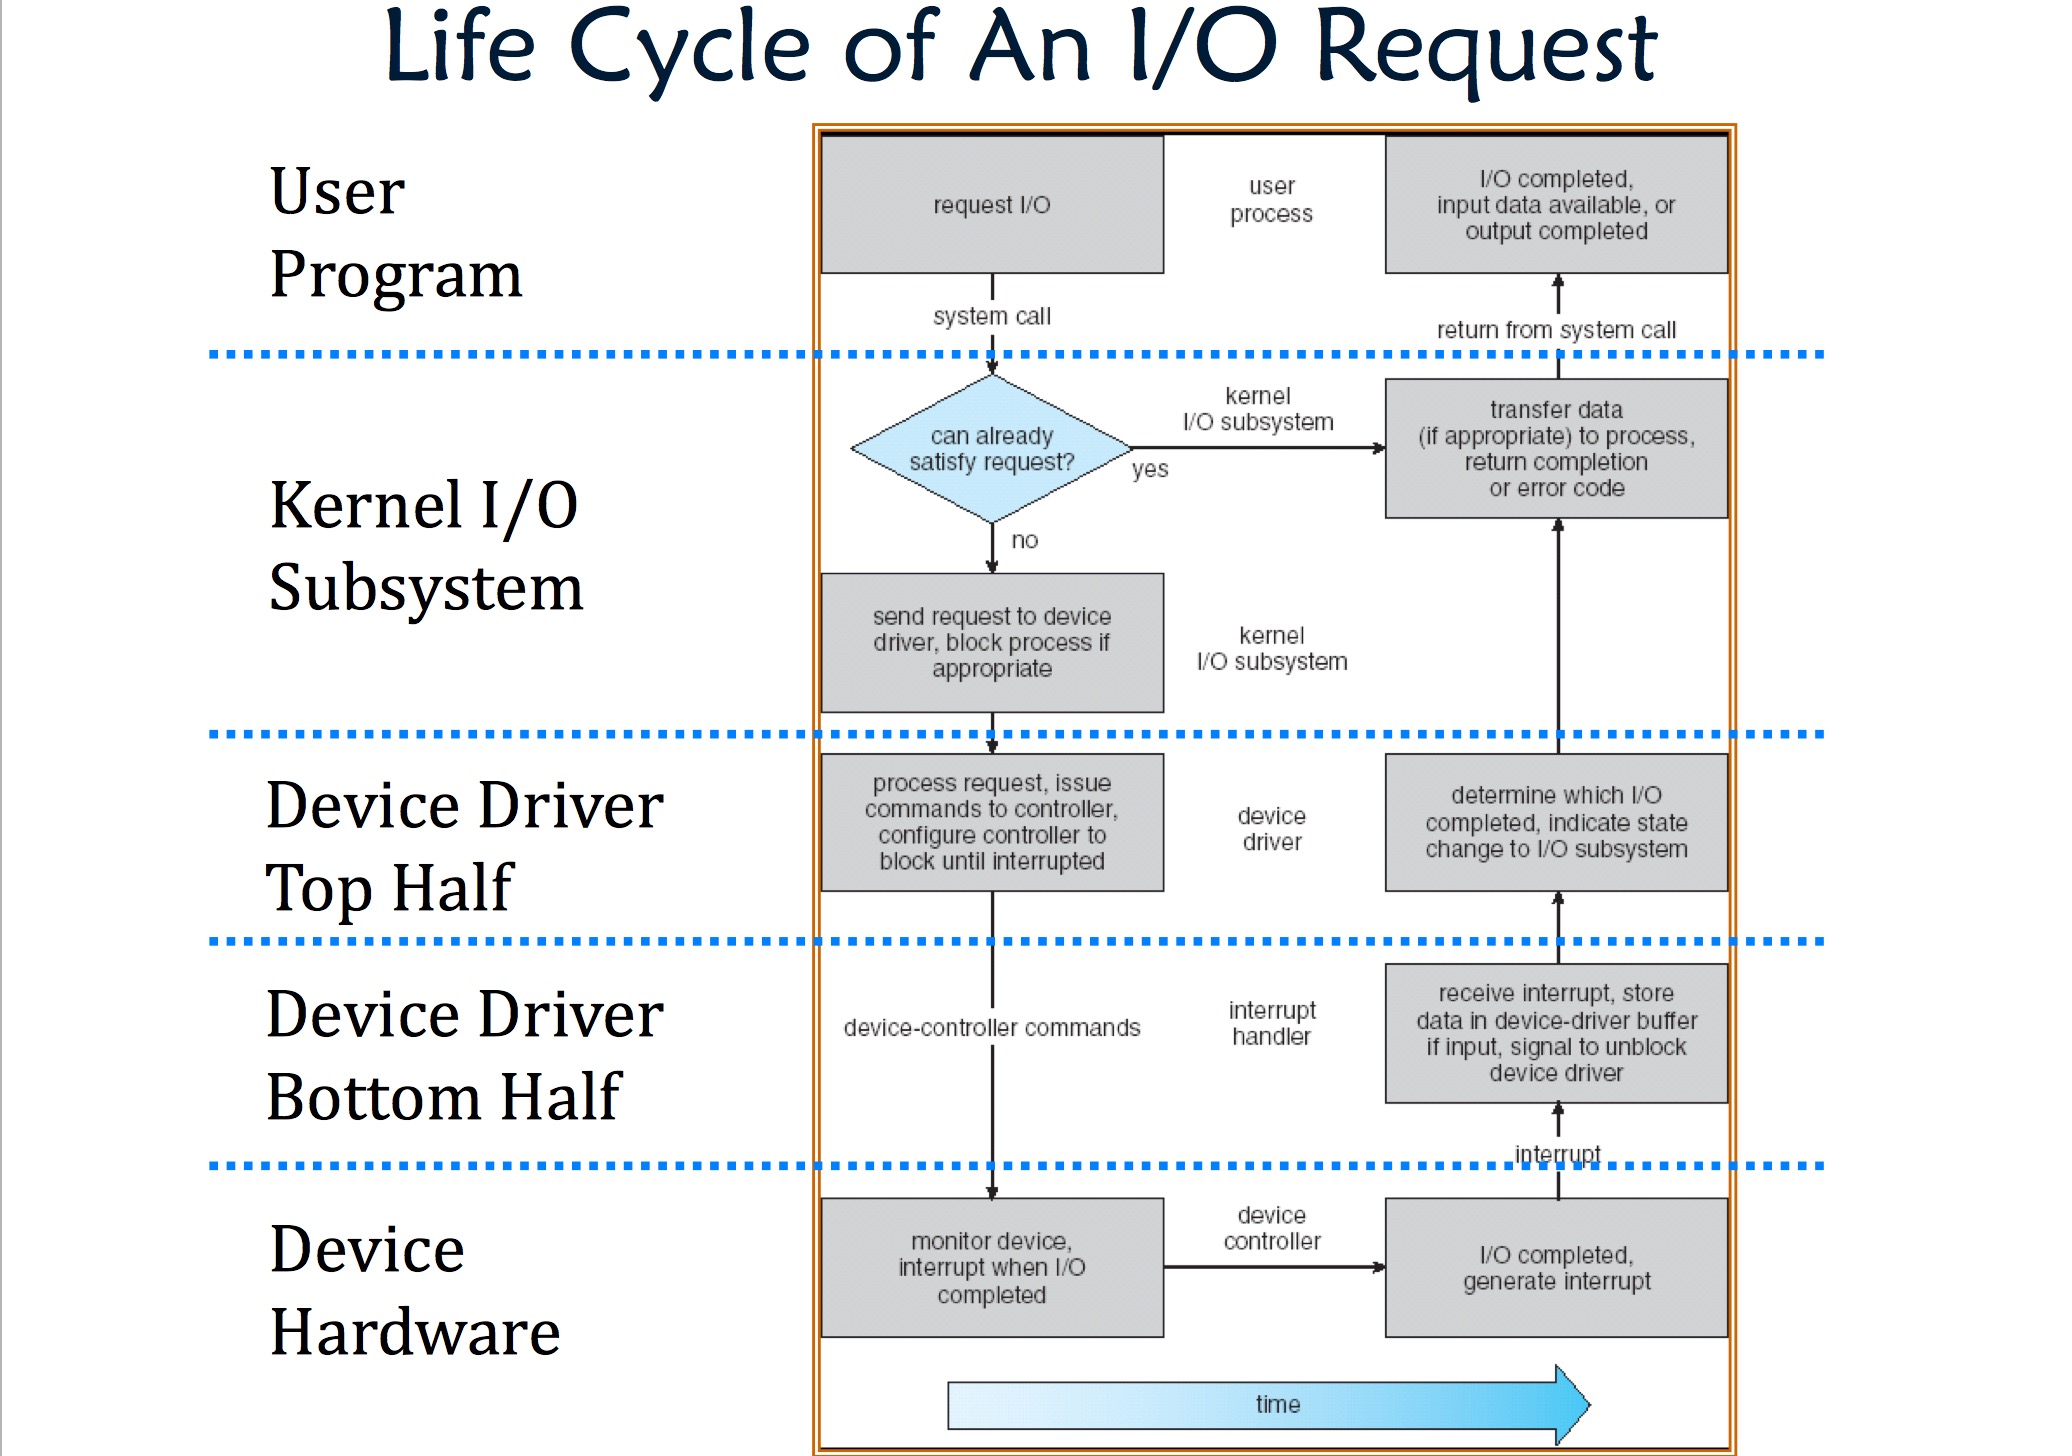 Life Cycle of An I/O Request
User
Program
request I/O
user
process
I/O completed,
input data available, or
output completed
system call
return from system call
Kernel I/O
Subsystem
can already
satisfy request?
yes
kernel
I/O subsystem
transfer data
(if appropriate) to process,
return completion
or error code
no
send request to device
driver, block process if
appropriate
kernel
I/O subsystem
Device Driver
Top Half
process request, issue
commands to controller,
configure controller to
block until interrupted
device
driver
determine which I/O
completed, indicate state
change to I/O subsystem
Device Driver
Bottom Half
device-controller commands
interrupt
handler
receive interrupt, store
data in device-driver buffer
if input, signal to unblock
device driver
interrupt
Device
Hardware
monitor device,
interrupt when I/O
completed
device
controller
I/O completed,
generate interrupt
time